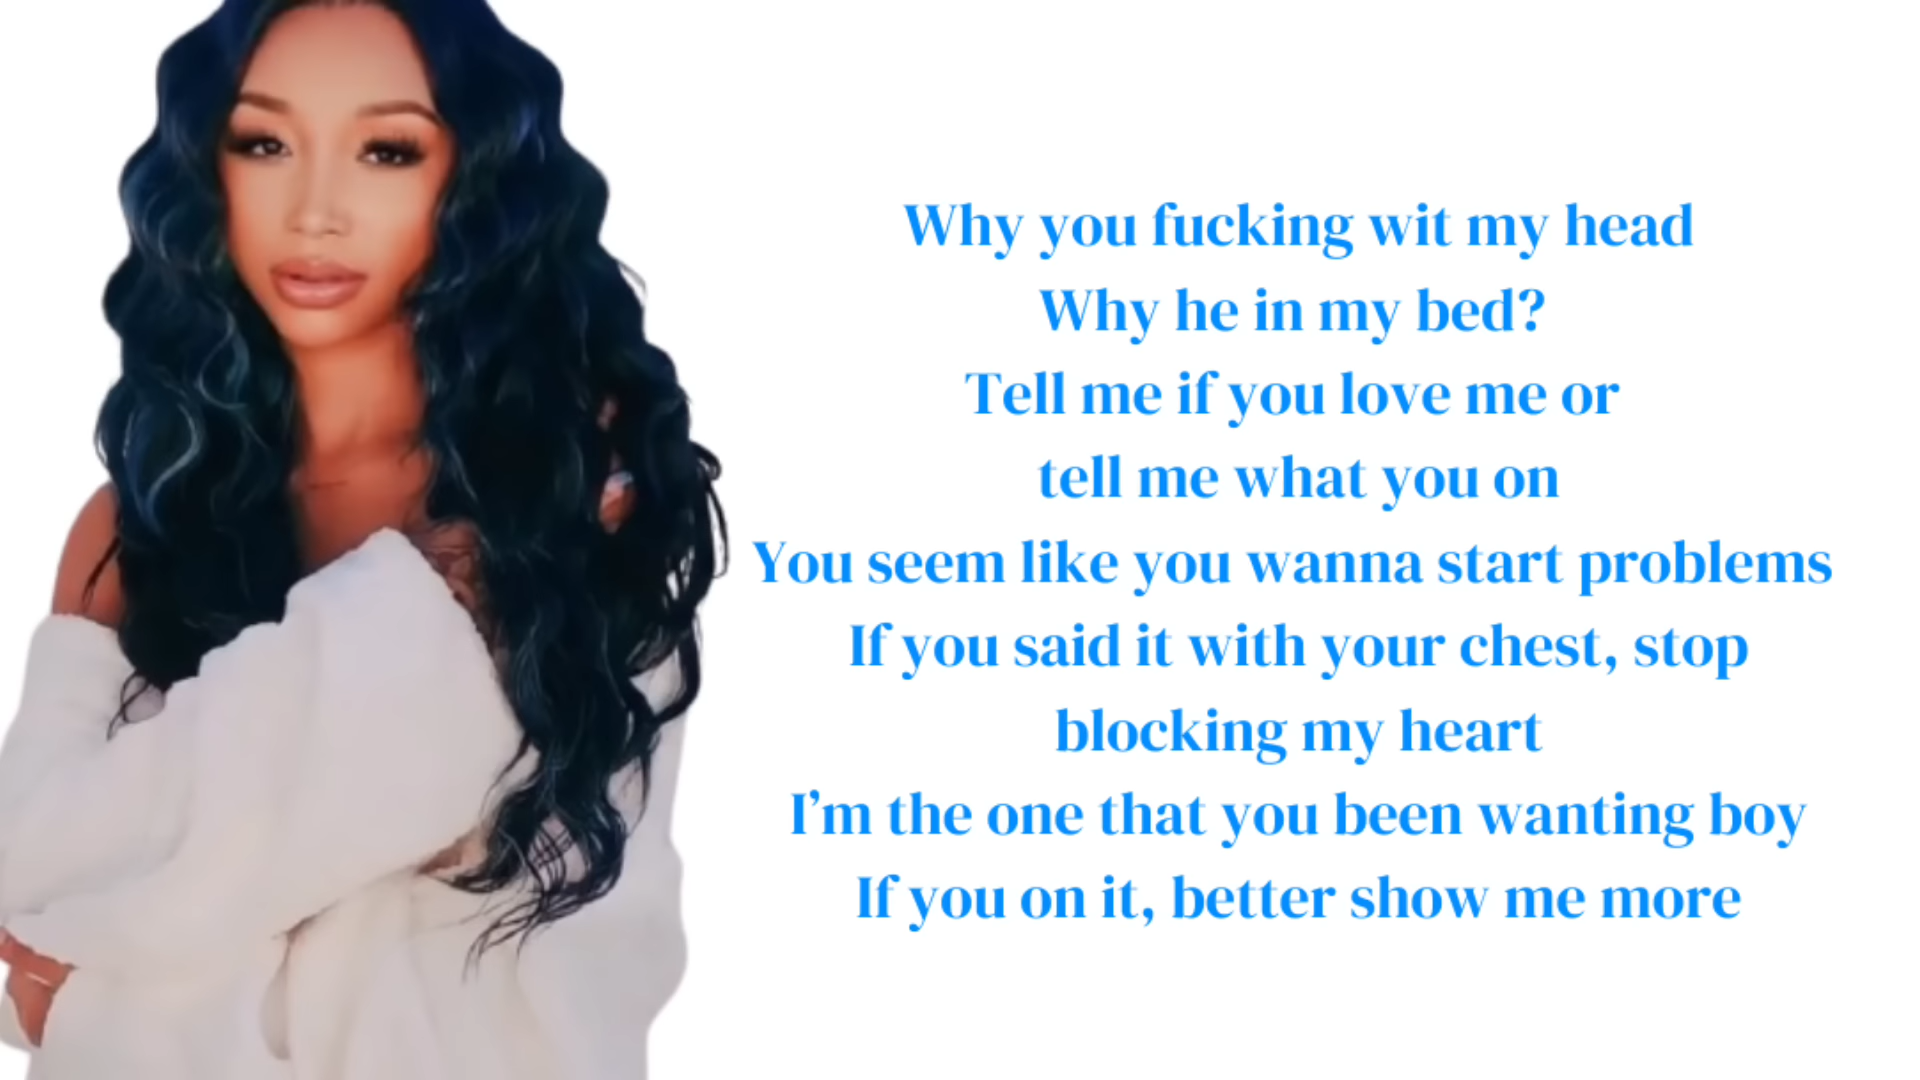 Why you fucking wit my head
Why he in my bed?
Tell me if you love me or
tell me what you on
You seem like you wanna start problems
If you said it with your chest, stop
blocking my heart
I’m the one that you been wanting boy
If you on it, better show me more